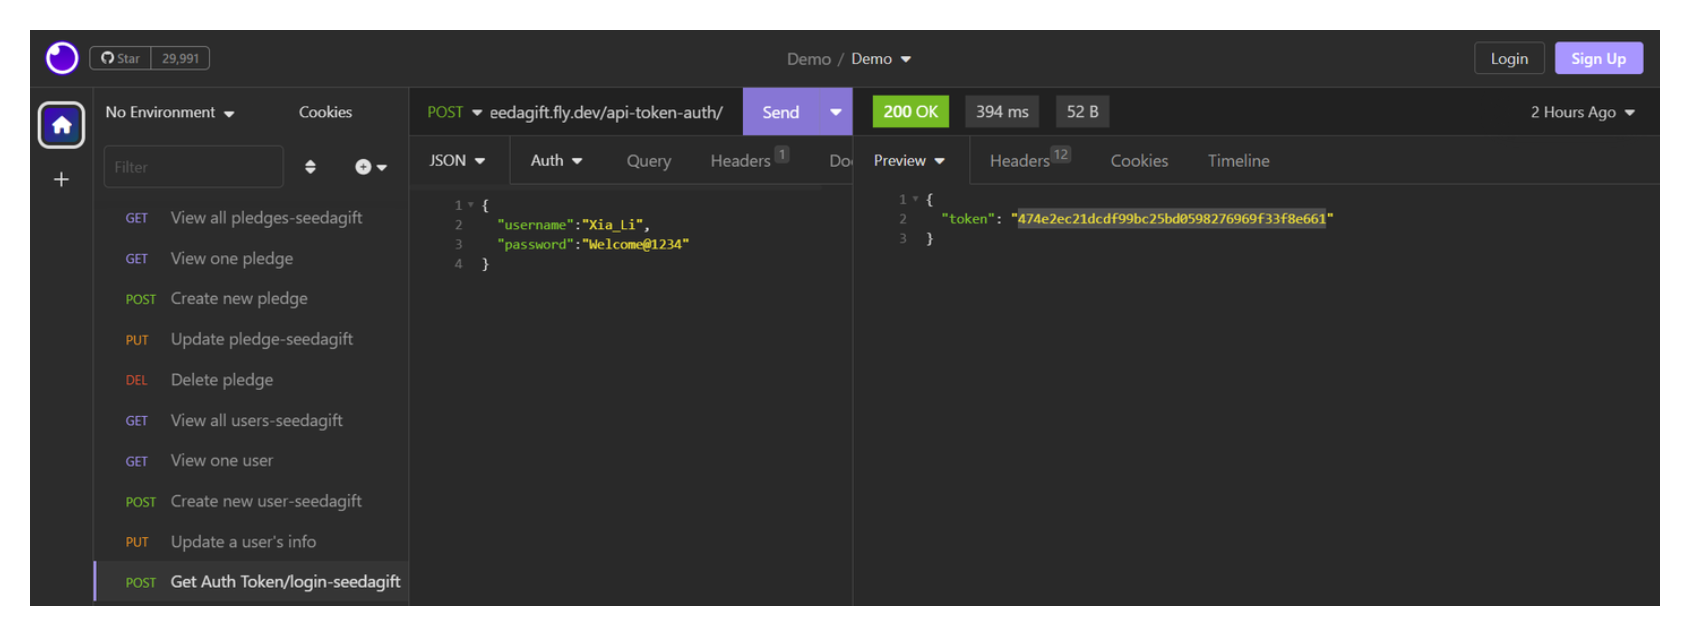 Star 29,991
Demo / Demo
Login Sign Up
No Environment Cookies
POST eedagift.fly.dev/api-token-auth/ Send
200 OK 394 ms 52 B
2 Hours Ago
Filter
JSON Auth Query Headers 1 Do
Preview Headers 12 Cookies Timeline
GET View all pledges-seedagift
GET View one pledge
POST Create new pledge
PUT Update pledge-seedagift
DEL Delete pledge
GET View all users-seedagift
GET View one user
POST Create new user-seedagift
PUT Update a user's info
POST Get Auth Token/login-seedagift
1 {
2 "username":"Xia_Li",
3 "password":"Welcome@1234"
4 }
1 {
2 "token": "474e2ec21dcdf99bc25bd0598276969f33f8e661"
3 }